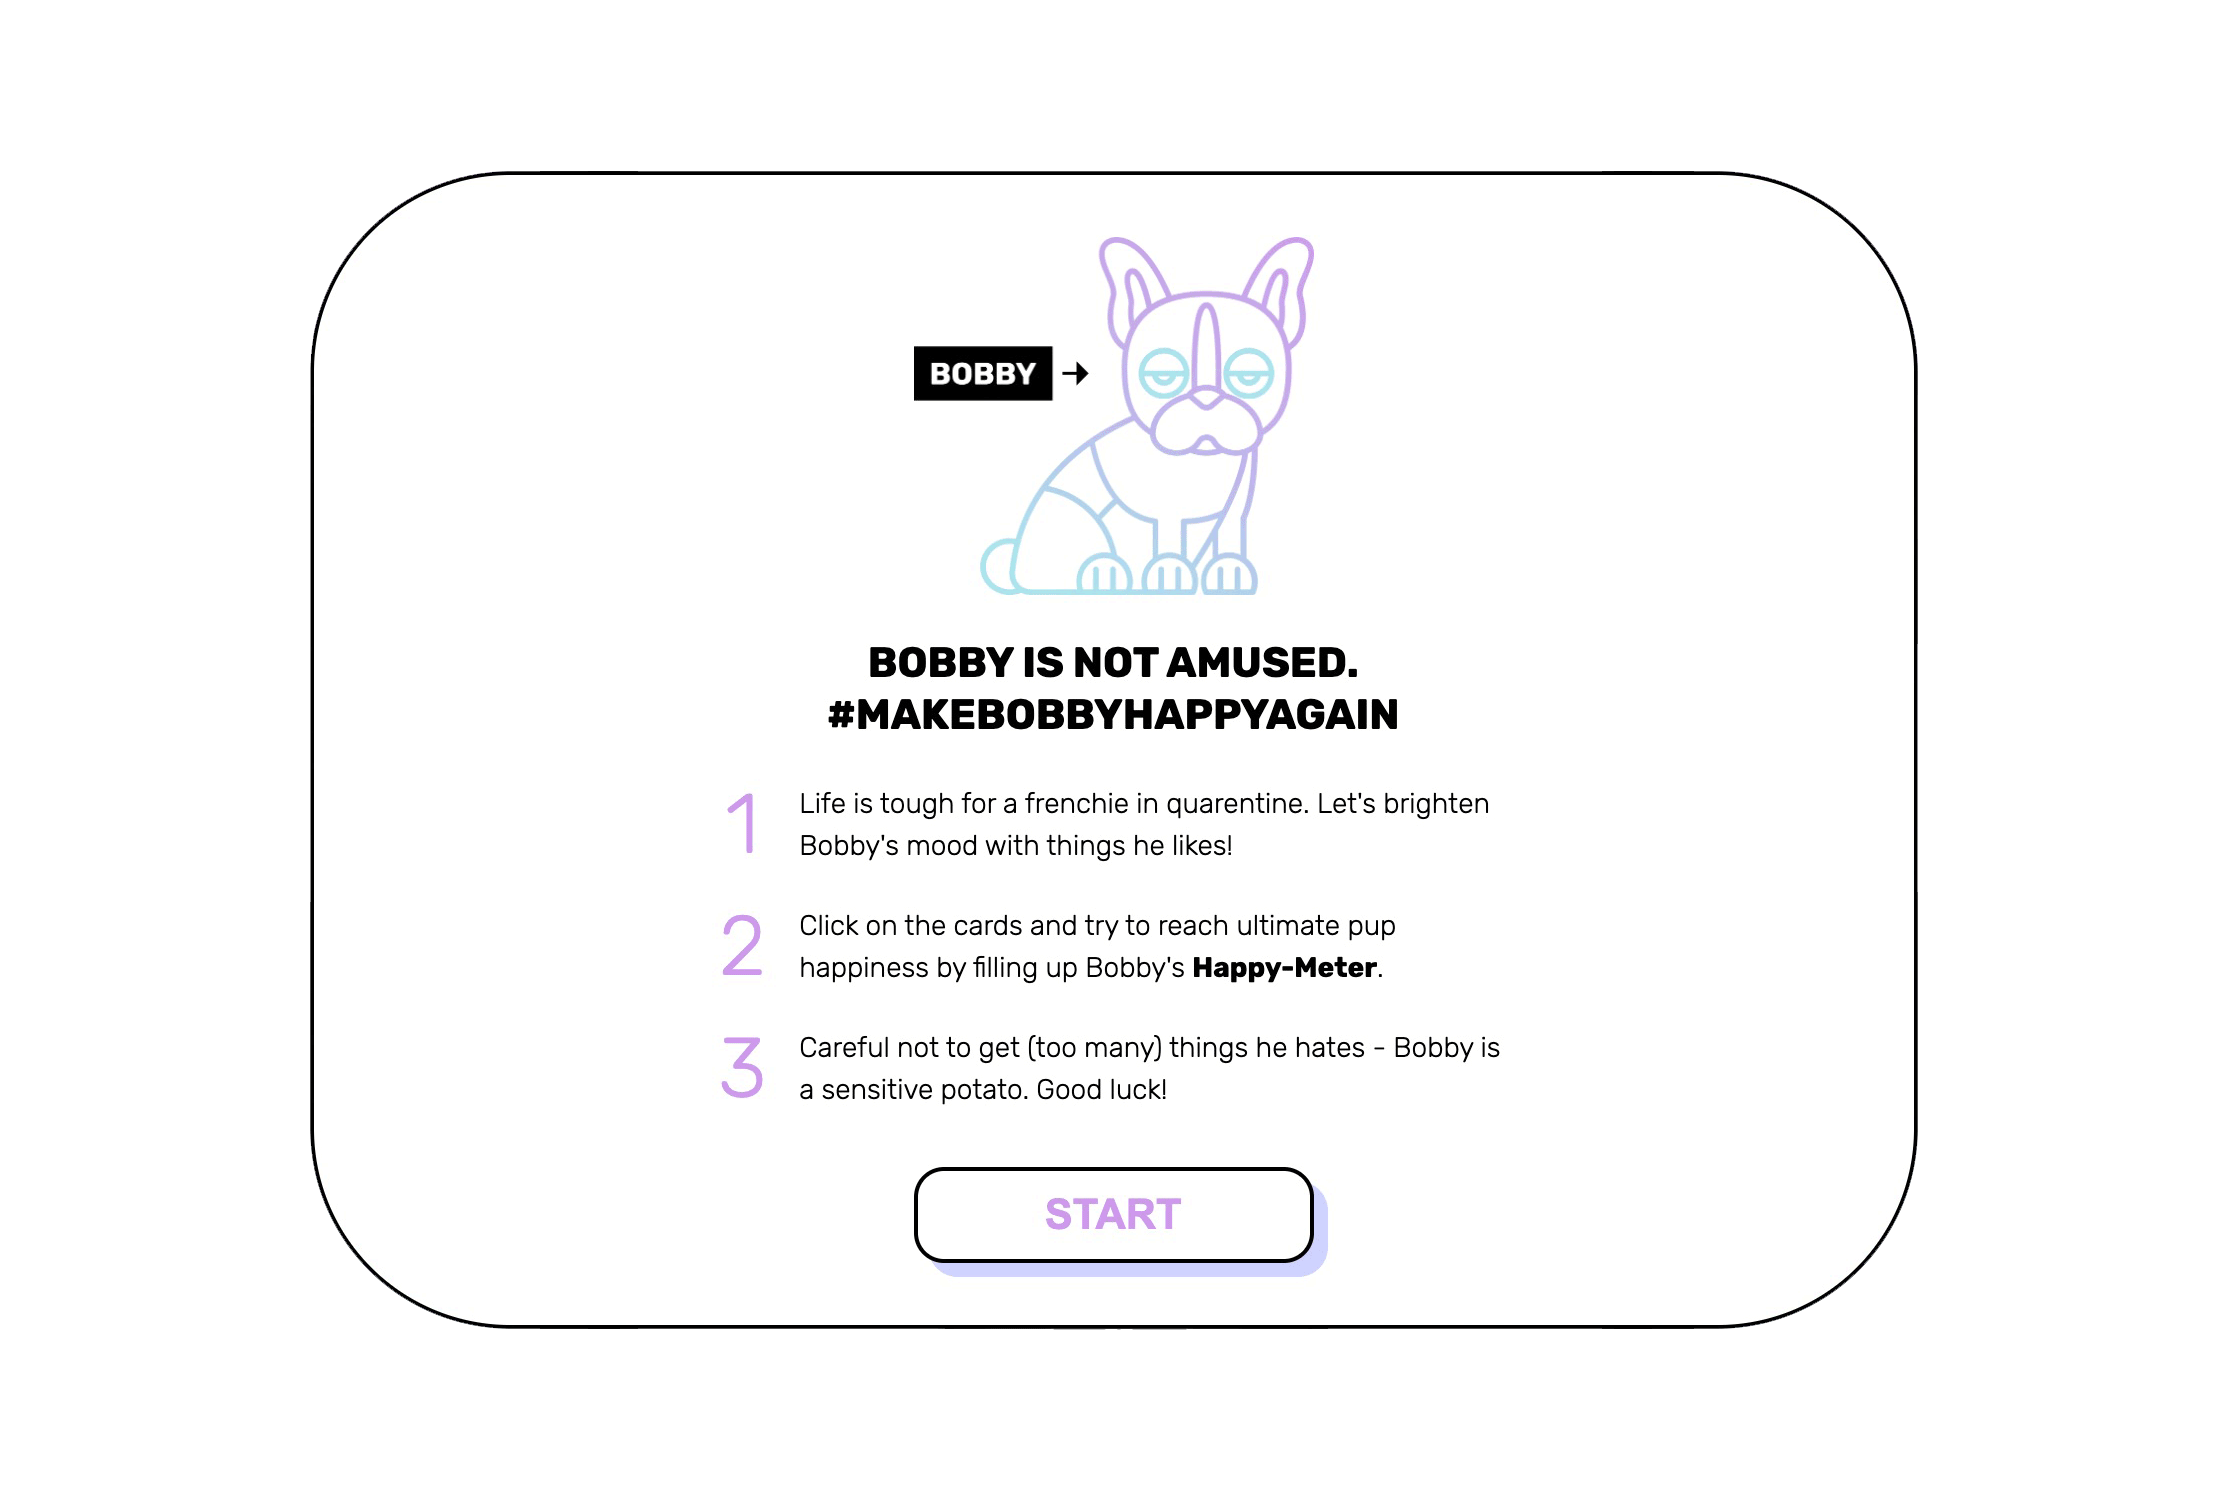 BOBBY
BOBBY IS NOT AMUSED.
#MAKEBOBBYHAPPYAGAIN
1
Life is tough for a frenchie in quarentine. Let's brighten
Bobby's mood with things he likes!
2
Click on the cards and try to reach ultimate pup
happiness by filling up Bobby's Happy-Meter.
3
Careful not to get (too many) things he hates - Bobby is
a sensitive potato. Good luck!
START